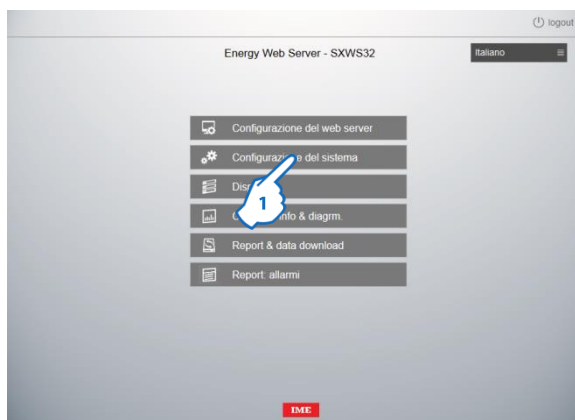 logout
Energy Web Server - SXWS32
Italiano
Configurazione del web server
Configurazione del sistema
1
info & diagrm.
Report & data download
Report: allarmi
IME